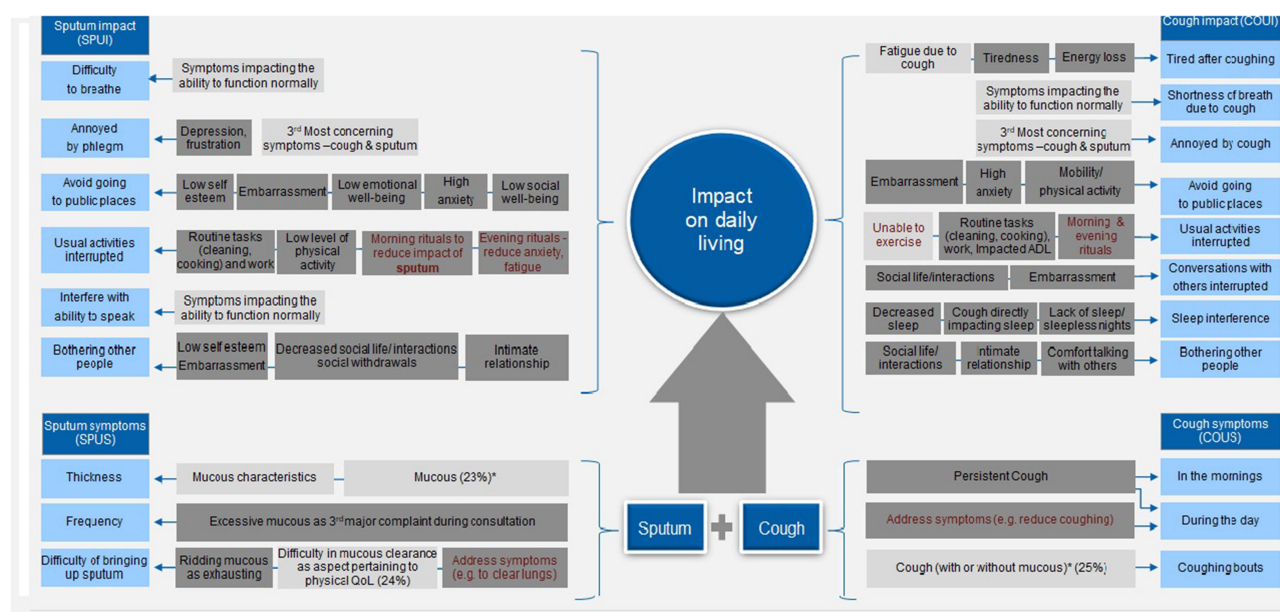 Sputum impact
(SPUI)
Difficulty
to breathe
Symptoms impacting the
ability to function normally
Annoyed
by phlegm
Depression,
frustration
3rd Most concerning
symptoms –cough & sputum
Avoid going
to public places
Low self
esteem
Embarrassment
Low emotional
well-being
High
anxiety
Low social
well-being
Usual activities
interrupted
Routine tasks
(cleaning,
cooking) and work
Low level of
physical
activity
Morning rituals to
reduce impact of
sputum
Evening rituals -
reduce anxiety,
fatigue
Interfere with
ability to speak
Symptoms impacting the
ability to function normally
Bothering other
people
Low self esteem
Embarrassment
Decreased social life/ interactions
social withdrawals
Intimate
relationship
Sputum symptoms
(SPUS)
Thickness
Mucous characteristics
Mucous (23%)*
Frequency
Excessive mucous as 3rd major complaint during consultation
Difficulty of bringing
up sputum
Ridding mucous
as exhausting
Difficulty in mucous clearance
as aspect pertaining to
physical QoL (24%)
Address symptoms
(e.g. to clear lungs)
Impact
on daily
living
Sputum
+
Cough
Cough impact (COUI)
Fatigue due to
cough
Tiredness
Energy loss
Tired after coughing
Symptoms impacting the
ability to function normally
Shortness of breath
due to cough
3rd Most concerning
symptoms –cough & sputum
Annoyed by cough
Embarrassment
High
anxiety
Mobility/
physical activity
Avoid going
to public places
Unable to
exercise
Routine tasks
(cleaning, cooking),
work, Impacted ADL
Morning &
evening
rituals
Usual activities
interrupted
Social life/interactions
Embarrassment
Conversations with
others interrupted
Decreased
sleep
Cough directly
impacting sleep
Lack of sleep/
sleepless nights
Sleep interference
Social life/
interactions
Intimate
relationship
Comfort talking
with others
Bothering other
people
Cough symptoms
(COUS)
Persistent Cough
In the mornings
Address symptoms (e.g. reduce coughing)
During the day
Cough (with or without mucous)* (25%)
Coughing bouts